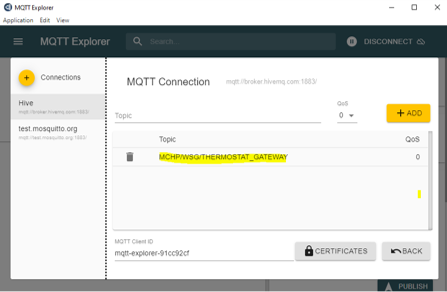 MQTT Explorer
Application Edit View
MQTT Explorer
Search...
DISCONNECT
+ Connections
MQTT Connection mqtt://broker.hivemq.com:1883/
Hive
mqtt://broker.hivemq.com:1883/
test.mosquitto.org
mqtt://test.mosquitto.org:1883/
Topic
QoS
0
+ ADD
Topic QoS
MCHP/WSG/THERMOSTAT_GATEWAY 0
MQTT Client ID
mqtt-explorer-91cc92cf
CERTIFICATES
BACK
PUBLISH